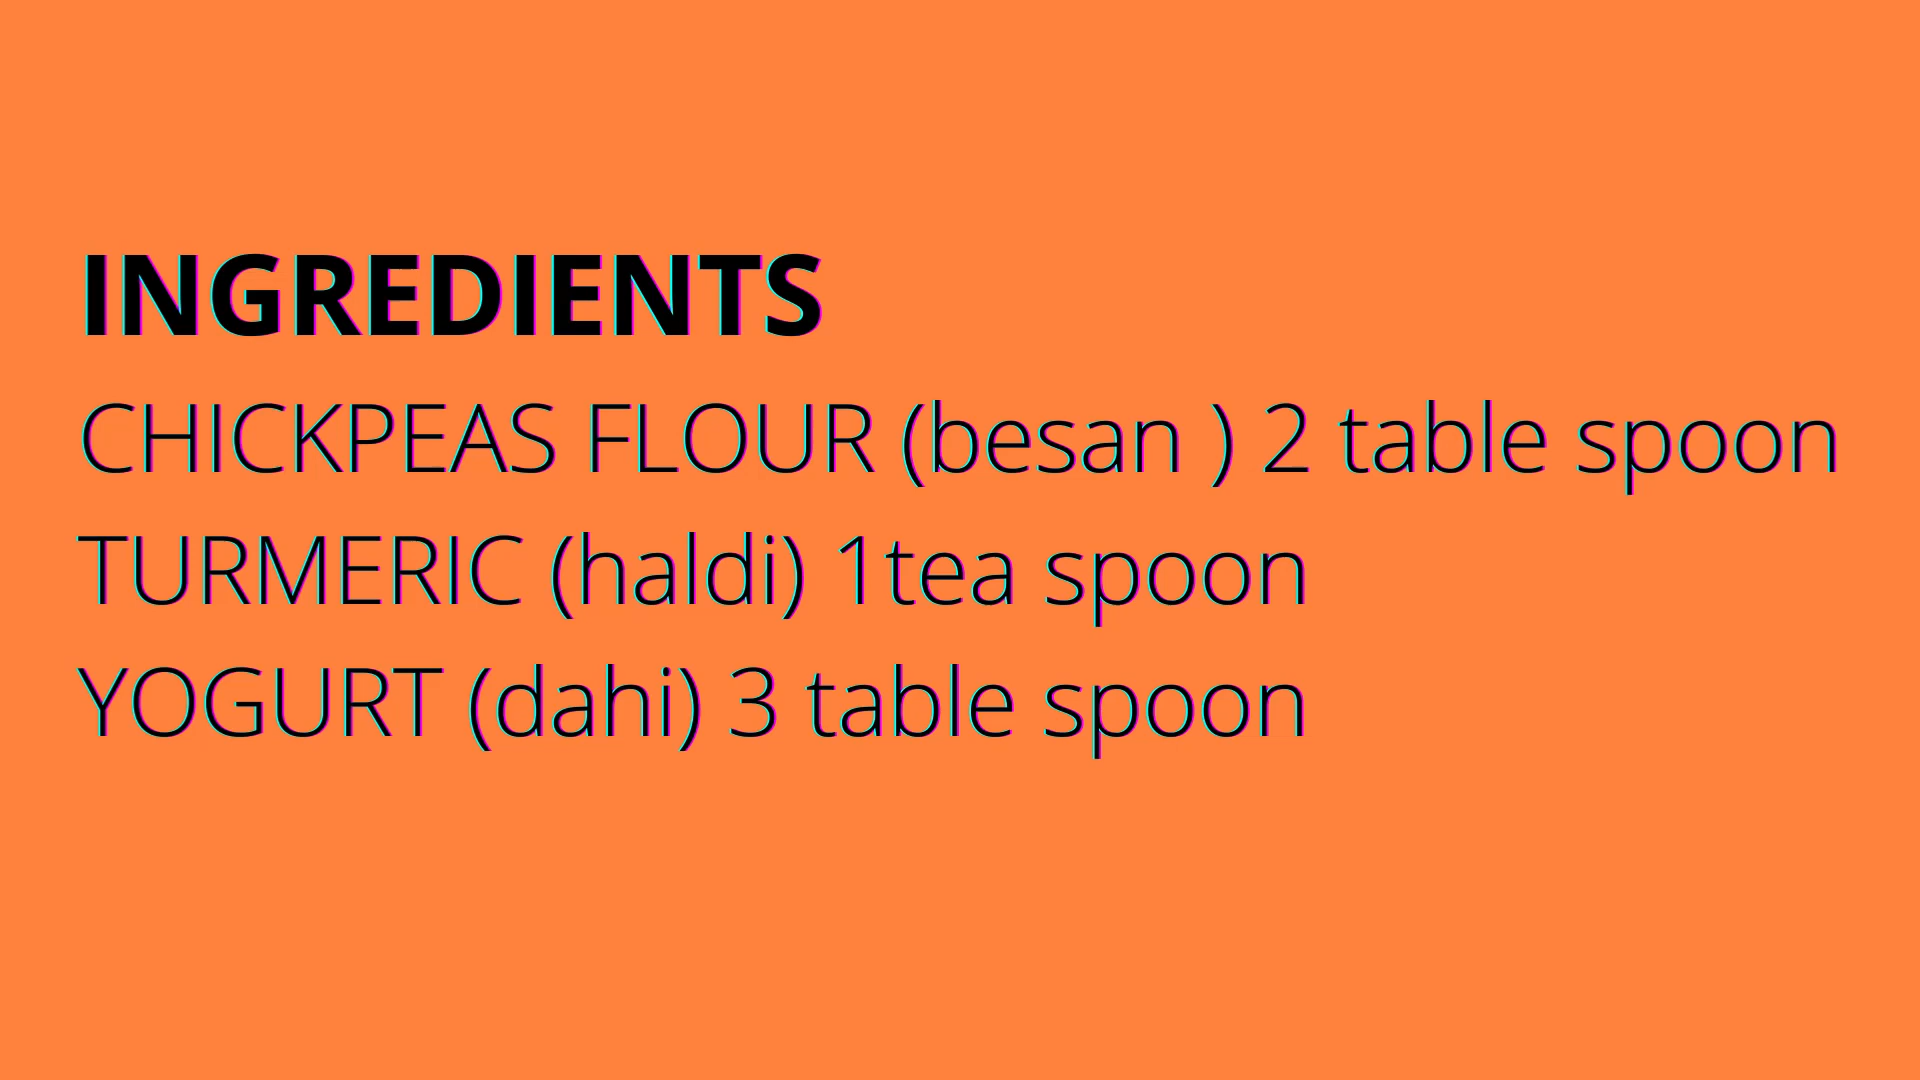 INGREDIENTS
CHICKPEAS FLOUR (besan ) 2 table spoon
TURMERIC (haldi) 1tea spoon
YOGURT (dahi) 3 table spoon